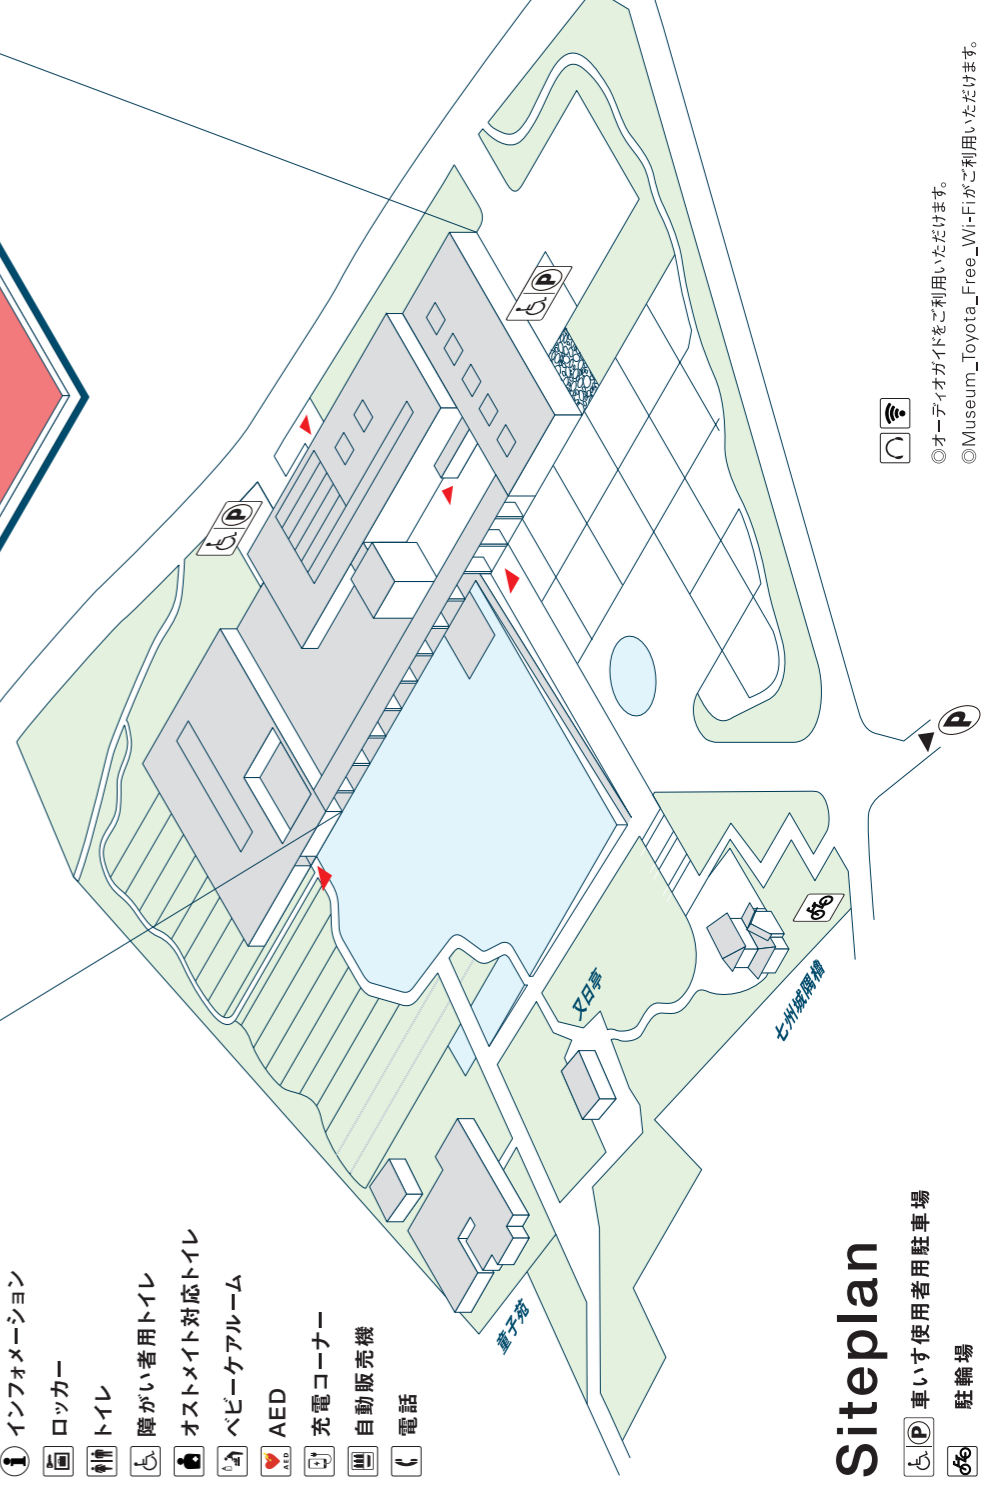 インフォメーション
ロッカー
トイレ
障がい者用トイレ
オストメイト対応トイレ
ベビーケアルーム
AED
AED
充電コーナー
自動販売機
電話
Siteplan
P 車いす使用者用駐車場
駐輪場
童子苑
又日亭
七州城隅櫓
P
P
P
◎オーディオガイドをご利用いただけます。
◎Museum_Toyota_Free_Wi-Fiがご利用いただけます。